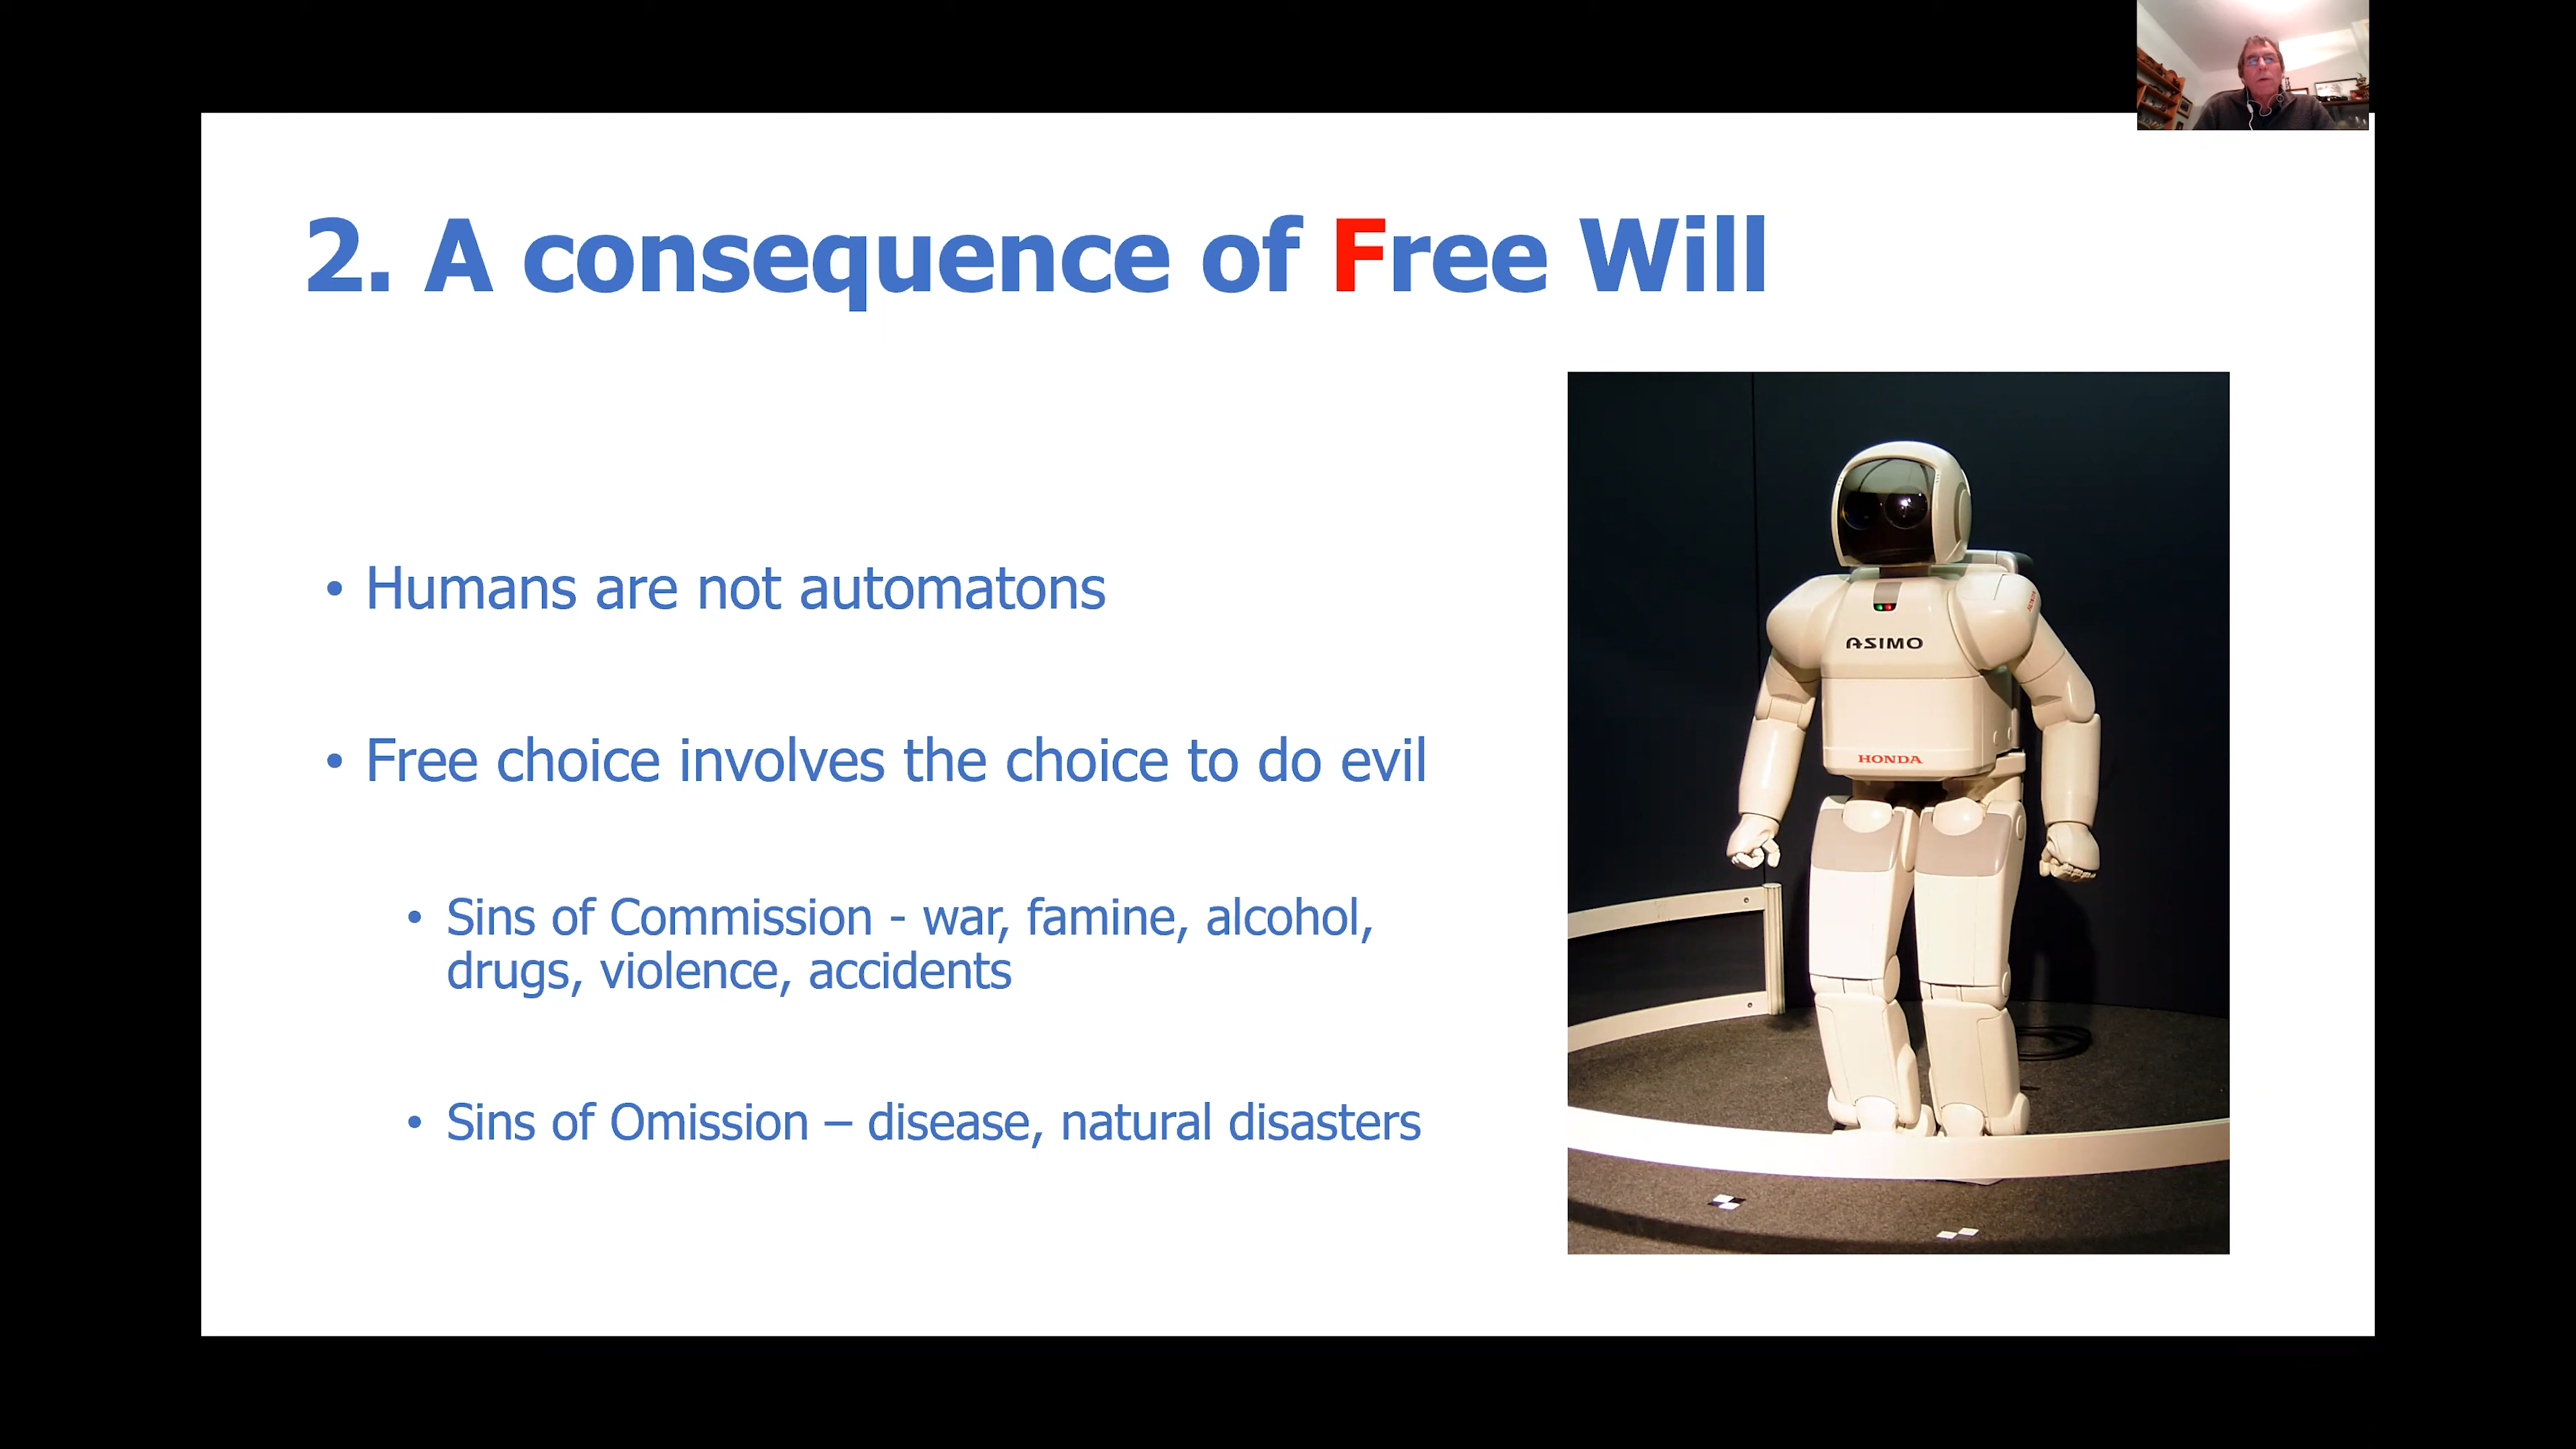 2. A consequence of Free Will
• Humans are not automatons
• Free choice involves the choice to do evil
• Sins of Commission - war, famine, alcohol,
drugs, violence, accidents
• Sins of Omission – disease, natural disasters
ASIMO
HONDA